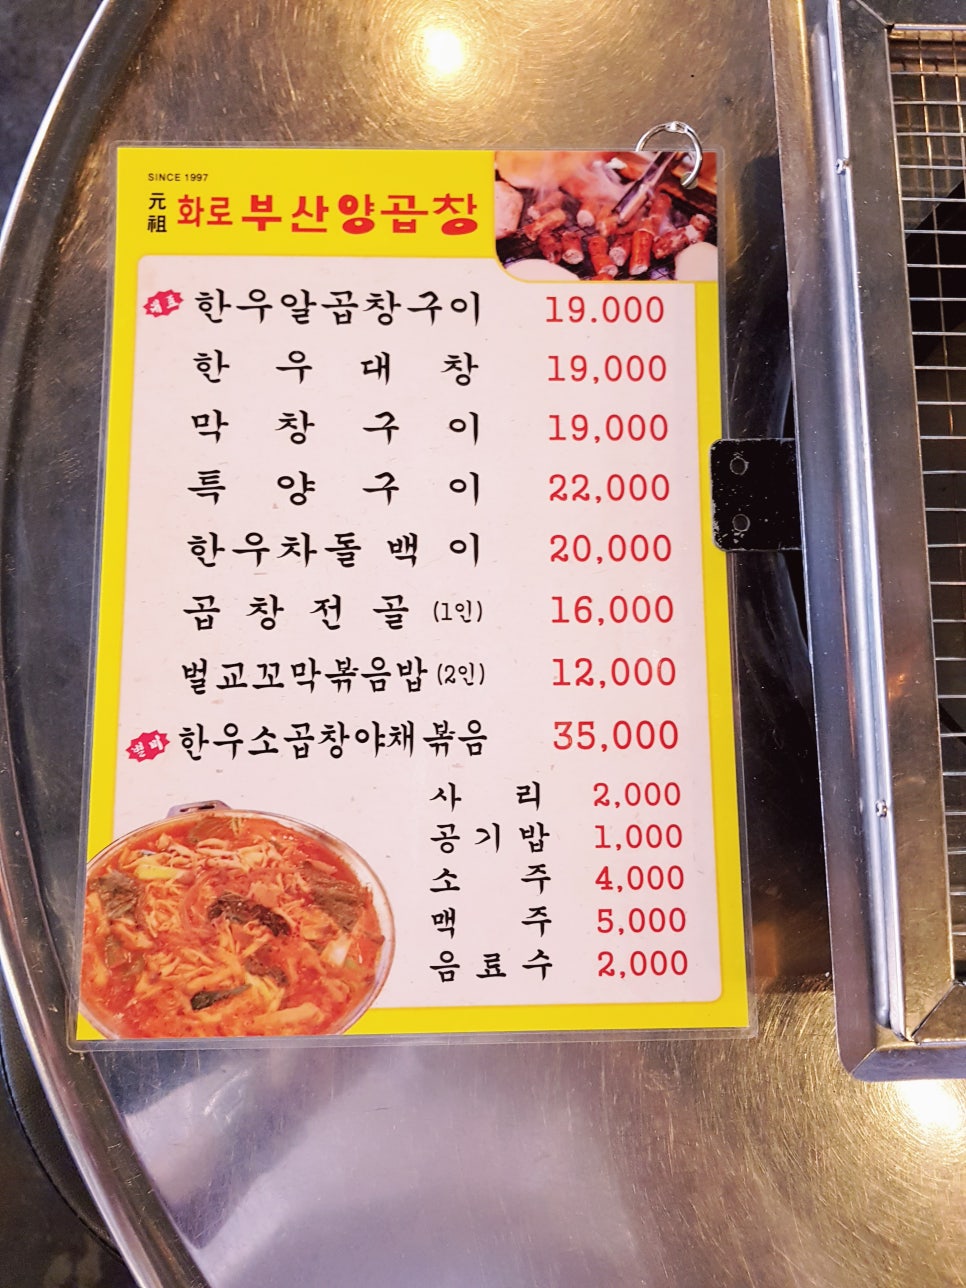 SINCE 1997
元祖 화로 부산양곱창
대표 한우알곱창구이 19.000
한우대창 19,000
막창구이 19,000
특양구이 22,000
한우차돌백이 20,000
곱창전골 (1인) 16,000
벌교꼬막볶음밥 (2인) 12,000
별미 한우소곱창야채볶음 35,000
사리 2,000
공기밥 1,000
소주 4,000
맥주 5,000
음료수 2,000